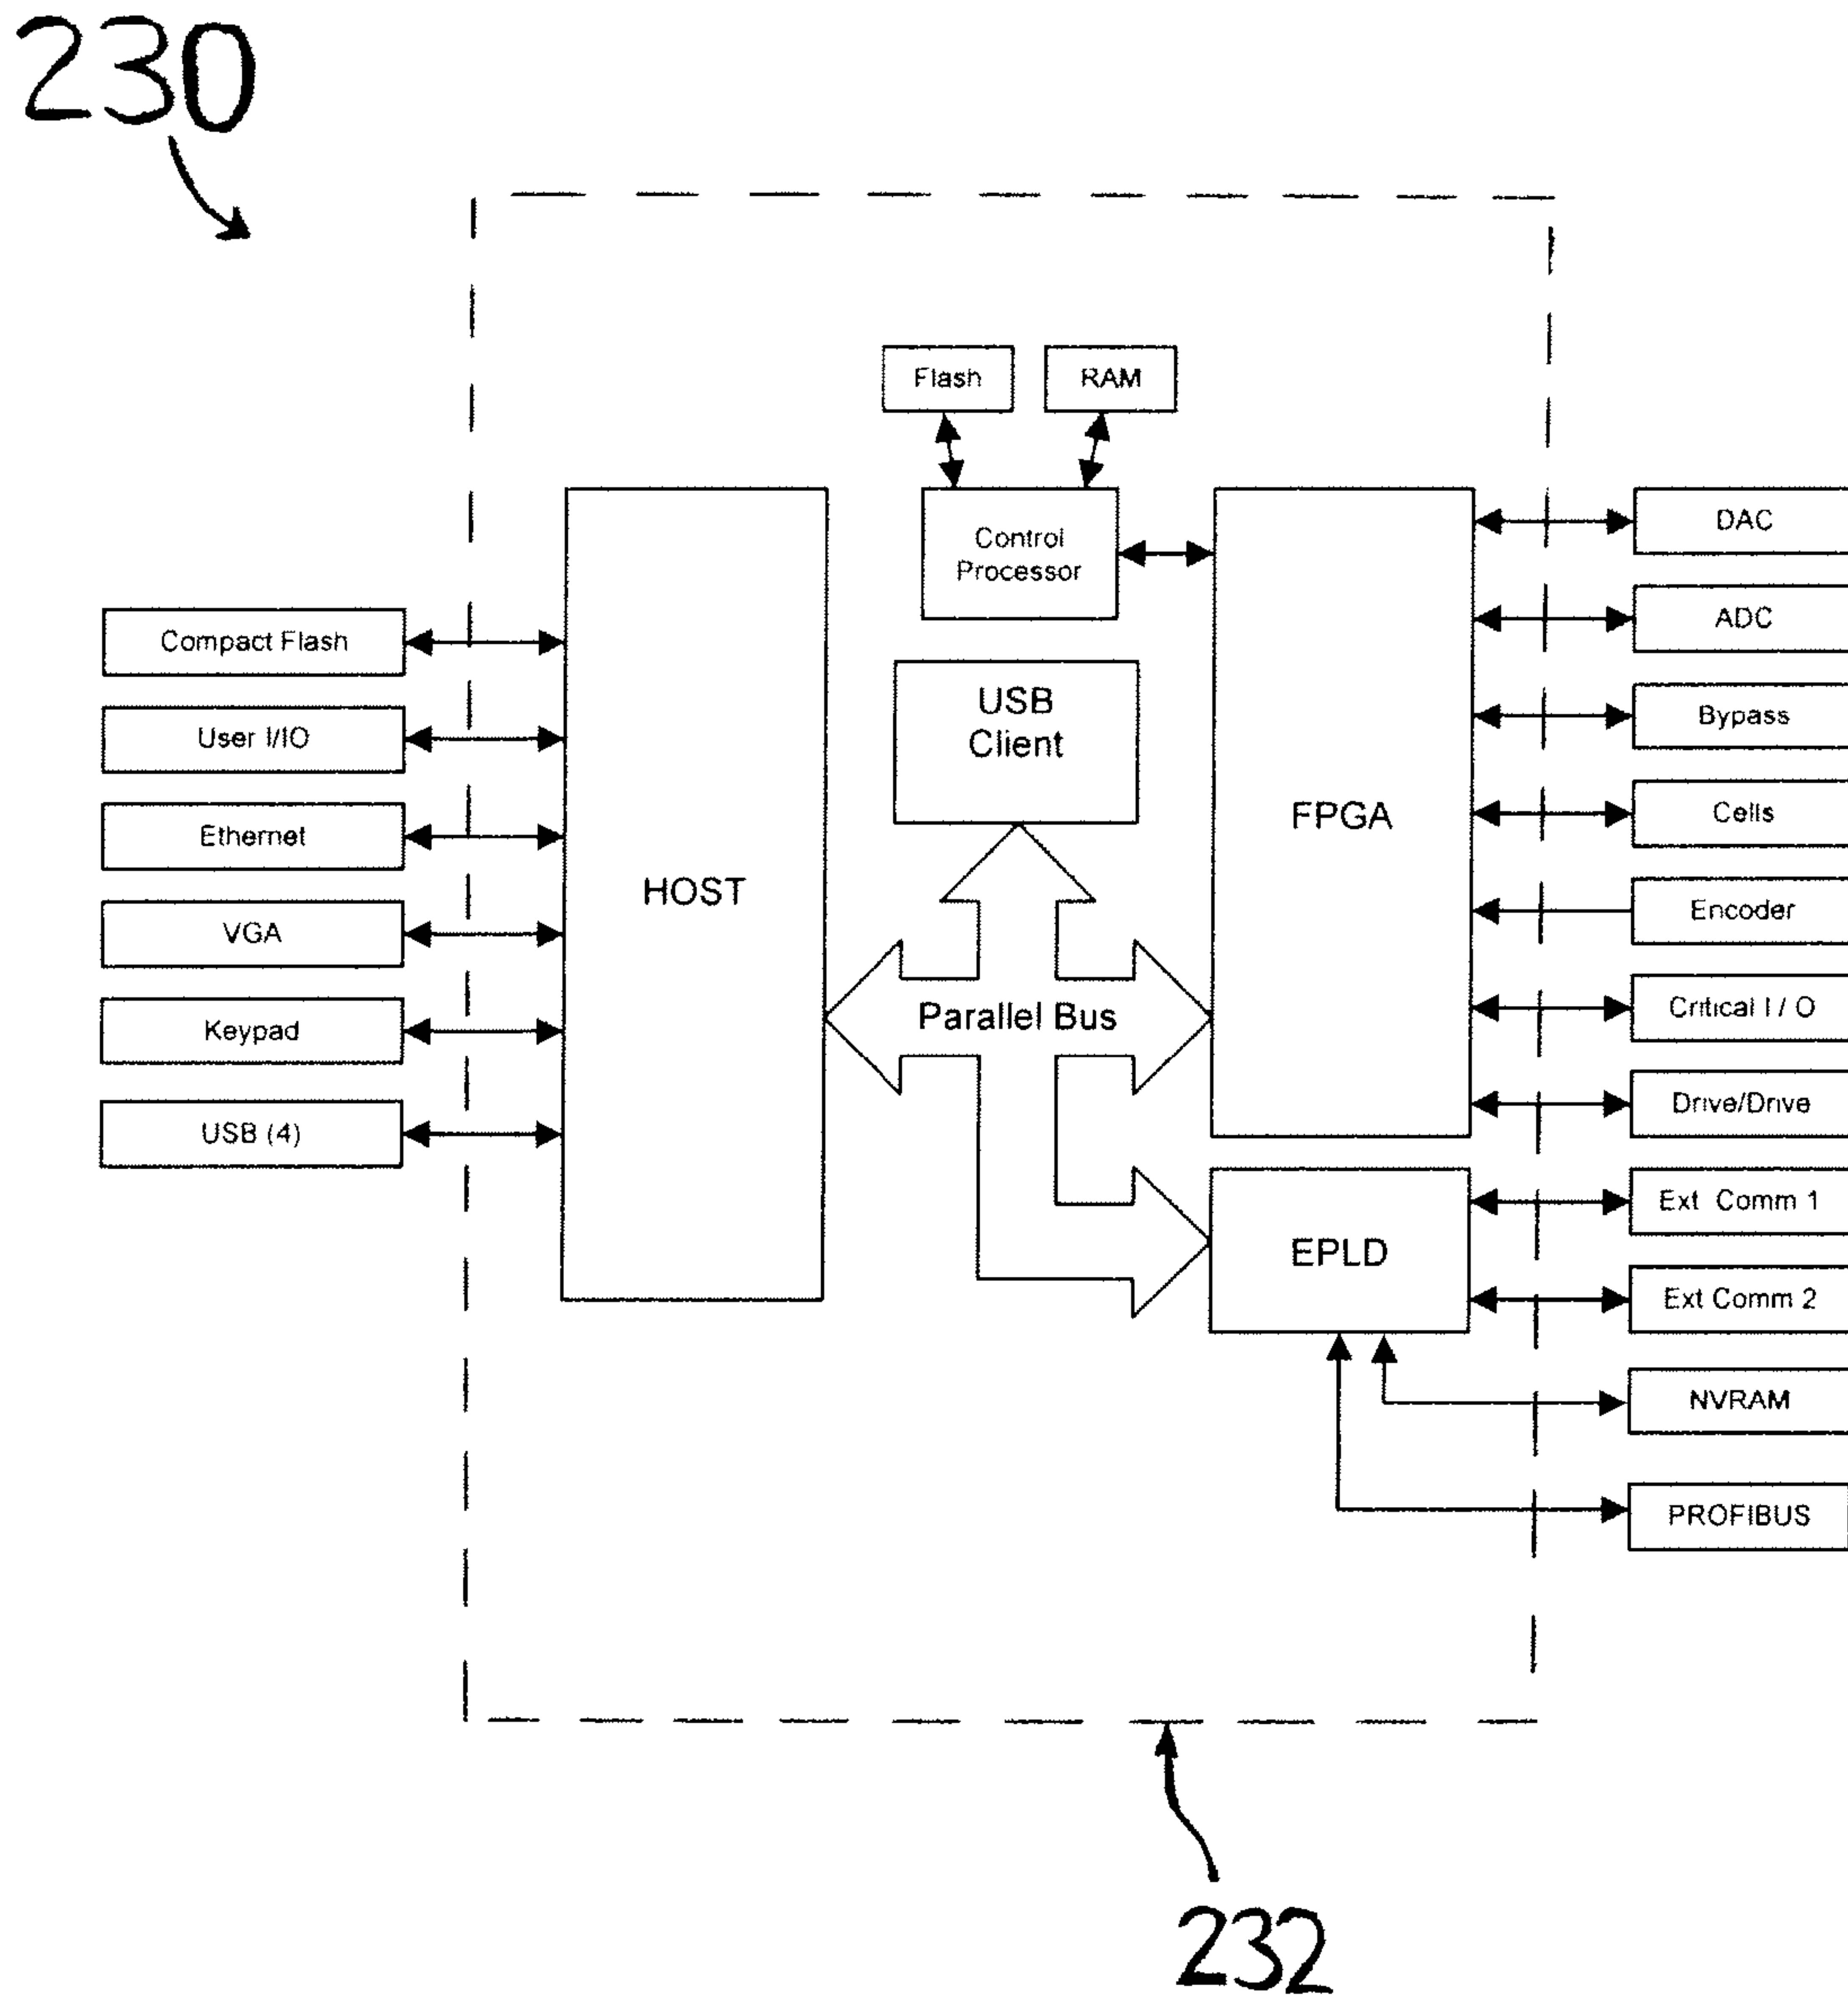 230
Flash
RAM
Control
Processor
Compact Flash
User I/IO
Ethernet
VGA
Keypad
USB (4)
HOST
USB
Client
Parallel Bus
FPGA
EPLD
DAC
ADC
Bypass
Cells
Encoder
Critical I / O
Drive/Drive
Ext Comm 1
Ext Comm 2
NVRAM
PROFIBUS
232